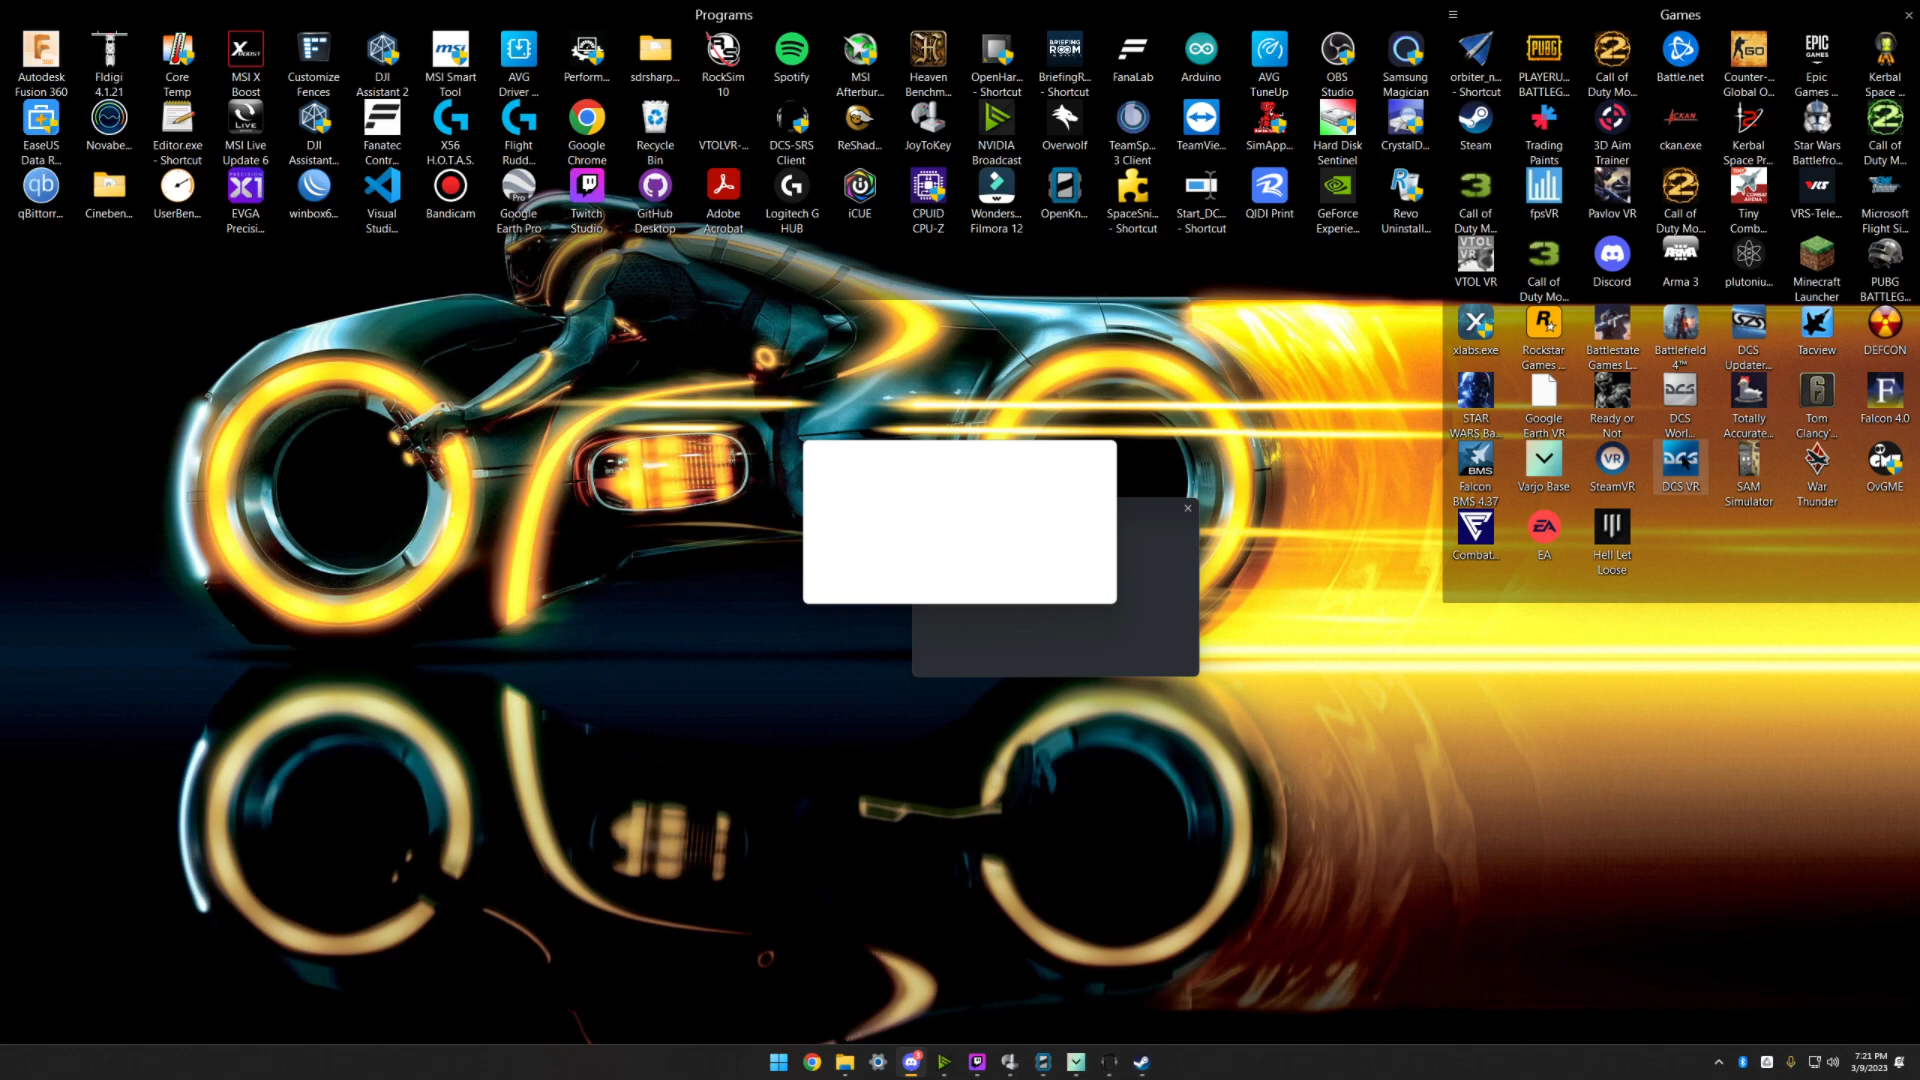 Programs
Games
Autodesk Fusion 360
Fldigi 4.1.21
Core Temp
MSI X Boost
Customize Fences
DJI Assistant 2
MSI Smart Tool
AVG Driver ...
Perform...
sdrsharp...
RockSim 10
Spotify
MSI Afterbur...
Heaven Benchm...
OpenHar... - Shortcut
BriefingR... - Shortcut
FanaLab
Arduino
AVG TuneUp
OBS Studio
Samsung Magician
orbiter_n... - Shortcut
PLAYERU... BATTLEG...
Call of Duty Mo...
Battle.net
Counter-... Global O...
Epic Games ...
Kerbal Space ...
EaseUS Data R...
Novabe...
Editor.exe - Shortcut
MSI Live Update 6
DJI Assistant...
Fanatec Contr...
X56 H.O.T.A.S.
Flight Rudd...
Google Chrome
Recycle Bin
VTOLVR-...
DCS-SRS Client
ReShad...
JoyToKey
NVIDIA Broadcast
Overwolf
TeamSp... 3 Client
TeamVie...
SimApp...
Hard Disk Sentinel
CrystalD...
Steam
Trading Paints
3D Aim Trainer
ckan.exe
Kerbal Space Pr...
Star Wars Battlefro...
Call of Duty M...
qBittorr...
Cineben...
UserBen...
EVGA Precisi...
winbox6...
Visual Studi...
Bandicam
Google Earth Pro
Twitch Studio
GitHub Desktop
Adobe Acrobat
Logitech G HUB
iCUE
CPUID CPU-Z
Wonders... Filmora 12
OpenKn...
SpaceSni... - Shortcut
Start_DC... - Shortcut
QIDI Print
GeForce Experie...
Revo Uninstall...
Call of Duty M...
fpsVR
Pavlov VR
Call of Duty Mo...
Tiny Comb...
VRS-Tele...
Microsoft Flight Si...
VTOL VR
Call of Duty Mo...
Discord
Arma 3
plutoniu...
Minecraft Launcher
PUBG BATTLEG...
xlabs.exe
Rockstar Games ...
Battlestate Games L...
Battlefield 4™
DCS Updater...
Tacview
DEFCON
STAR WARS Ba...
Google Earth VR
Ready or Not
DCS Worl...
Totally Accurate...
Tom Clancy'...
Falcon 4.0
Falcon BMS 4.37
Varjo Base
SteamVR
DCS VR
SAM Simulator
War Thunder
OvGME
Combat...
EA
Hell Let Loose
7:21 PM
3/9/2023